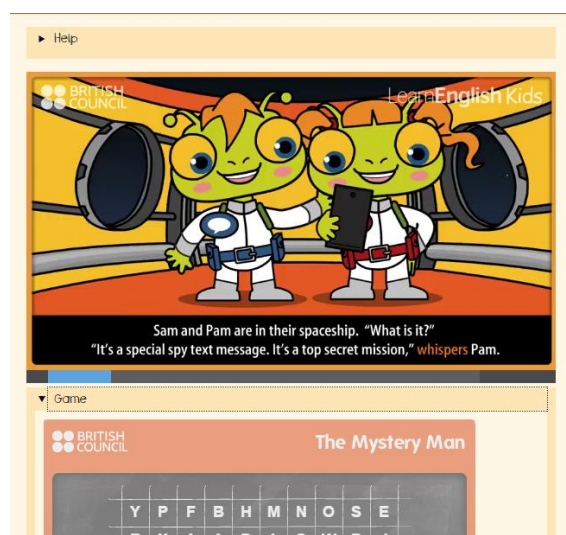 Help
BRITISH
COUNCIL
LearnEnglish Kids
Sam and Pam are in their spaceship. “What is it?”
“It’s a special spy text message. It’s a top secret mission,” whispers Pam.
Game
BRITISH
COUNCIL
The Mystery Man
Y P F B H M N O S E